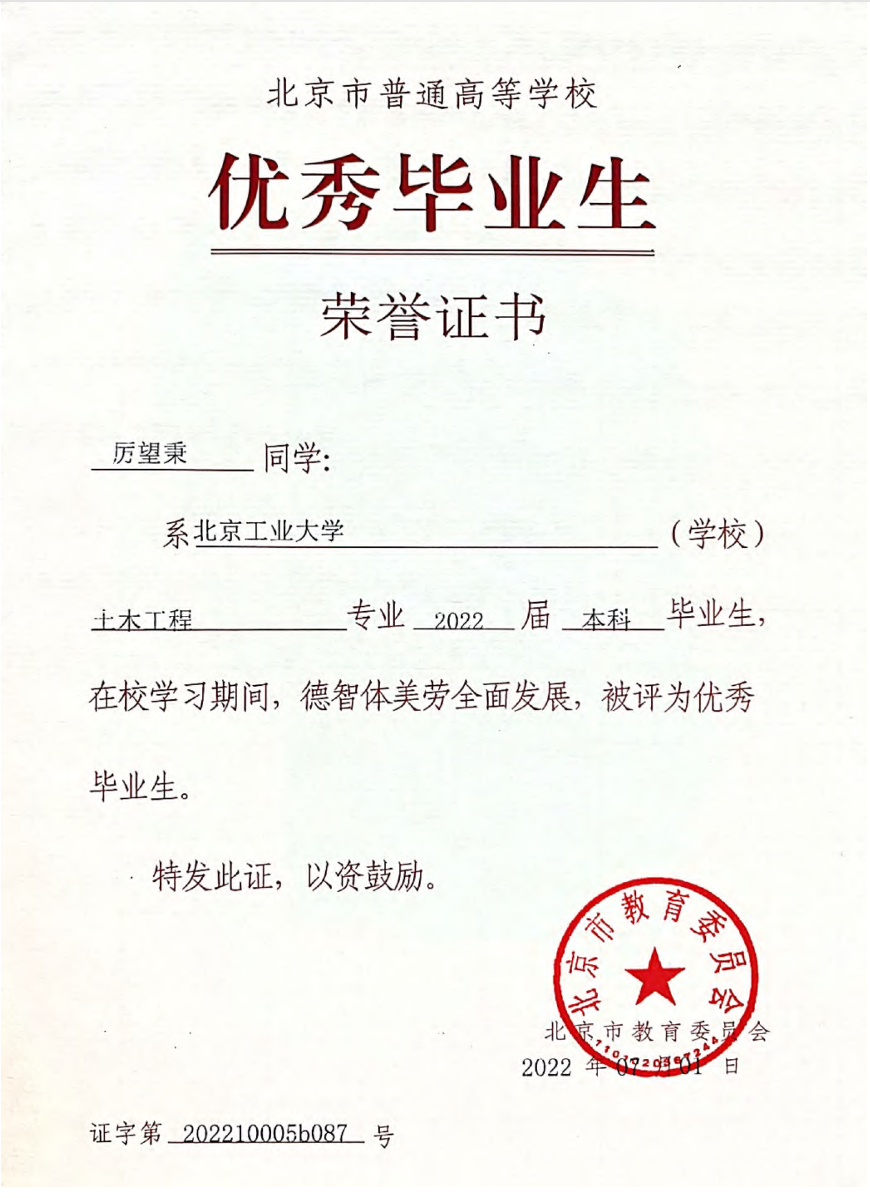 北京市普通高等学校
优秀毕业生
荣誉证书
厉望秉 同学:
系北京工业大学(学校)
土木工程 专业 2022 届 本科 毕业生,
在校学习期间,德智体美劳全面发展,被评为优秀
毕业生。
特发此证,以资鼓励。
北京市教育委员会
北京市教育委员会
2022 年 07 月 01 日
证字第 202210005b087 号